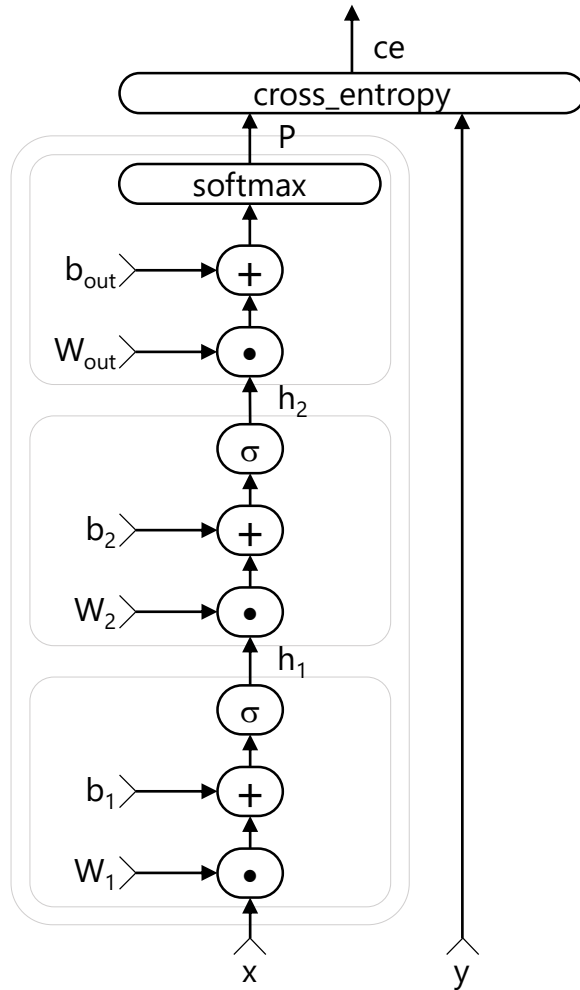 ce
cross_entropy
P
softmax
b_out
+
W_out
•
h_2
σ
b_2
+
W_2
•
h_1
σ
b_1
+
W_1
•
x y